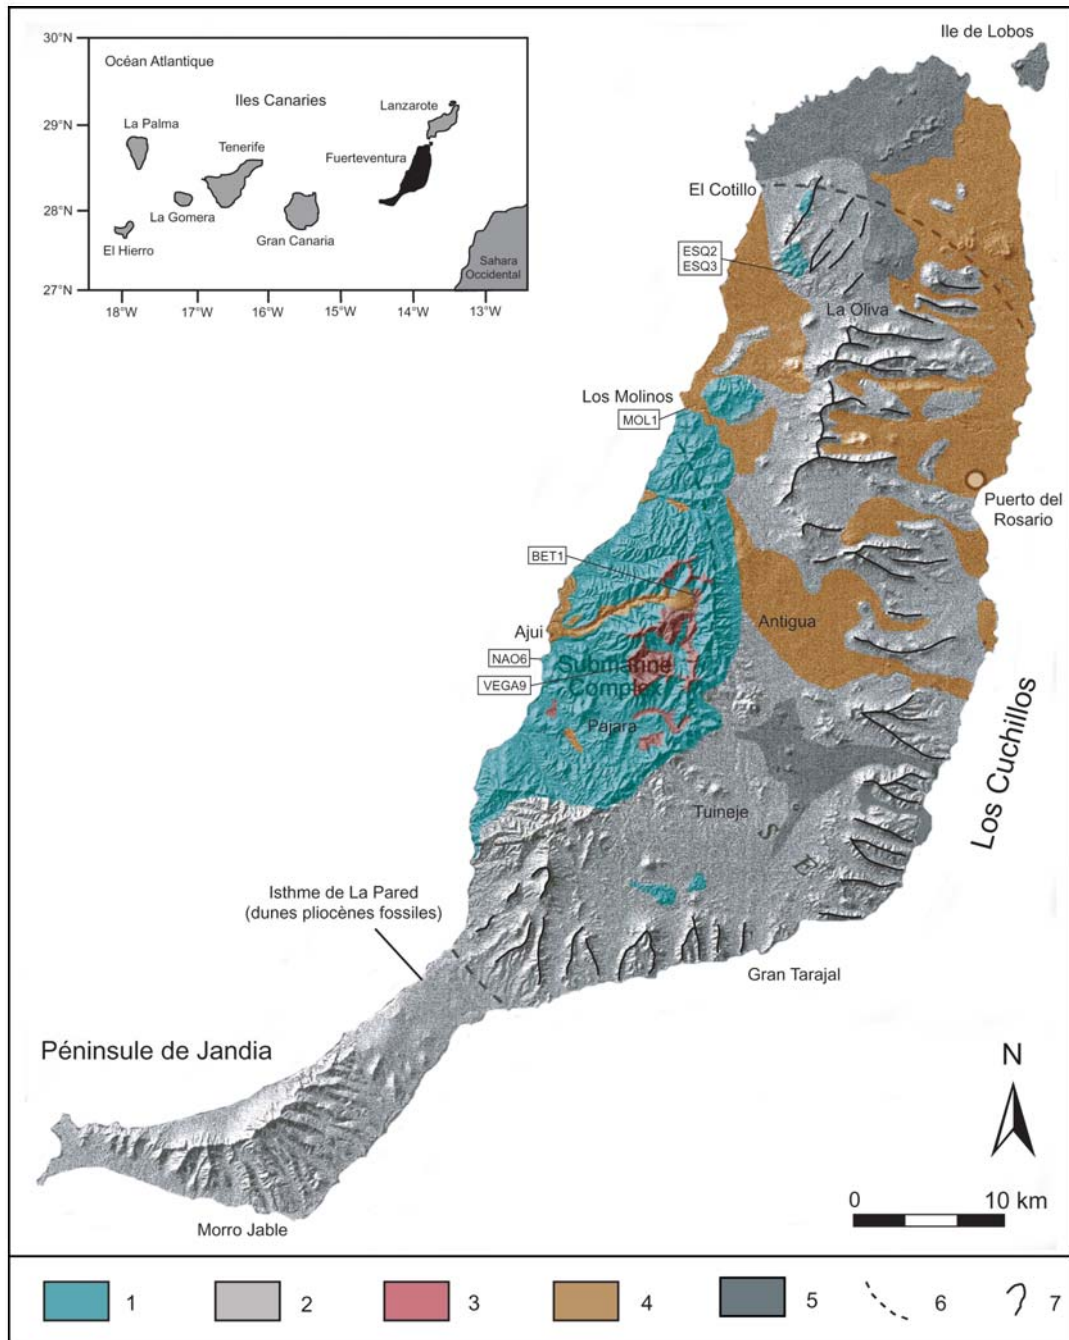 30°N
29°N
28°N
27°N
18°W
17°W
16°W
15°W
14°W
13°W
Océan Atlantique
Iles Canaries
La Palma
Tenerife
Lanzarote
Fuerteventura
La Gomera
El Hierro
Gran Canaria
Sahara
Occidental
Ile de Lobos
El Cotillo
ESQ2
ESQ3
La Oliva
Los Molinos
MOL1
Puerto del
Rosario
BET1
Antigua
Ajui
NAO6
VEGA9
Submarine
Complex
Pajara
Los Cuchillos
Tuineje
S
E
Isthme de La Pared
(dunes pliocènes fossiles)
Gran Tarajal
Péninsule de Jandia
Morro Jable
N
0 10 km
1 2 3 4 5 6 7